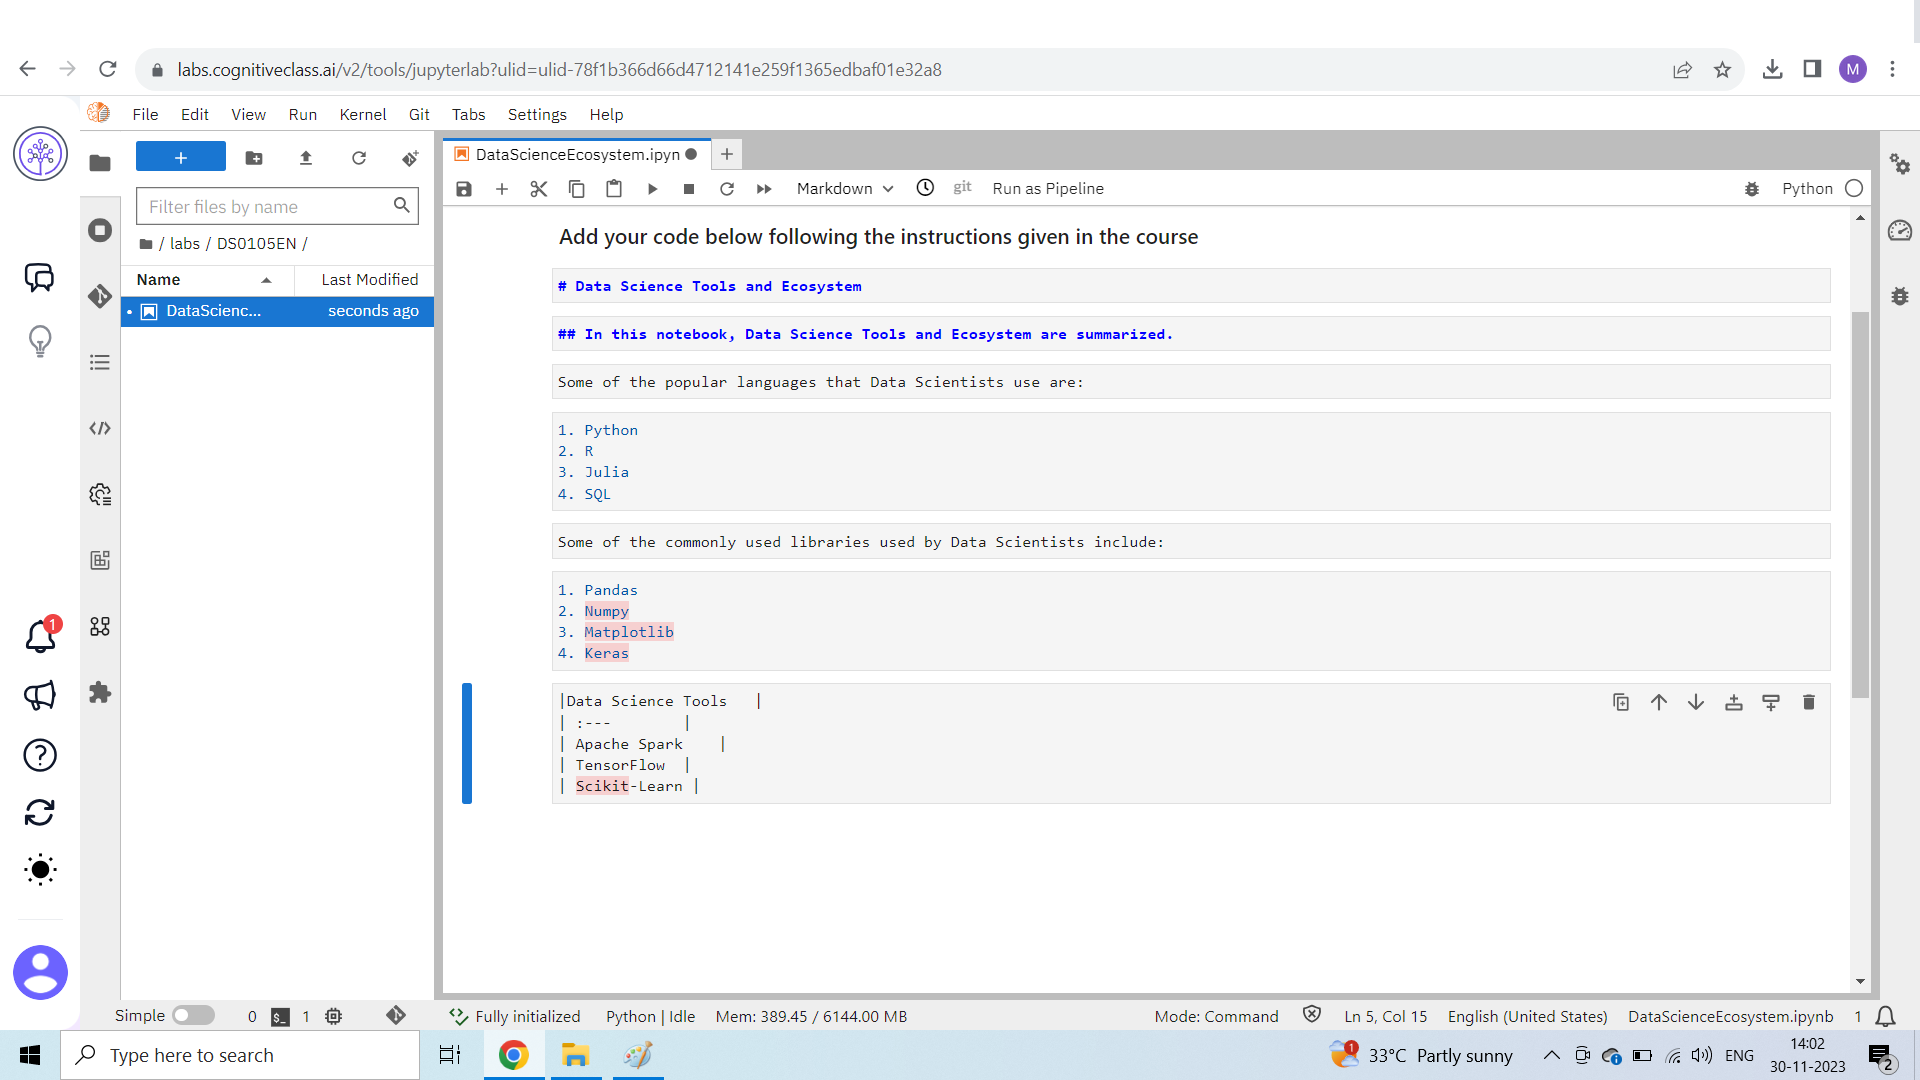 labs.cognitiveclass.ai/v2/tools/jupyterlab?ulid=ulid-78f1b366d66d4712141e259f1365edbaf01e32a8
M
File Edit View Run Kernel Git Tabs Settings Help
+
DataScienceEcosystem.ipyn
Markdown git Run as Pipeline Python
Filter files by name
/ labs / DS0105EN /
Name Last Modified
DataScienc... seconds ago
Add your code below following the instructions given in the course
# Data Science Tools and Ecosystem
## In this notebook, Data Science Tools and Ecosystem are summarized.
Some of the popular languages that Data Scientists use are:
1. Python
2. R
3. Julia
4. SQL
Some of the commonly used libraries used by Data Scientists include:
1. Pandas
2. Numpy
3. Matplotlib
4. Keras
|Data Science Tools   |
| :---        |
| Apache Spark    |
| TensorFlow  |
| Scikit-Learn |
1
Simple 0 $_ 1 Fully initialized Python | Idle Mem: 389.45 / 6144.00 MB Mode: Command Ln 5, Col 15 English (United States) DataScienceEcosystem.ipynb 1
Type here to search
1 33°C Partly sunny ENG
14:02
30-11-2023
2